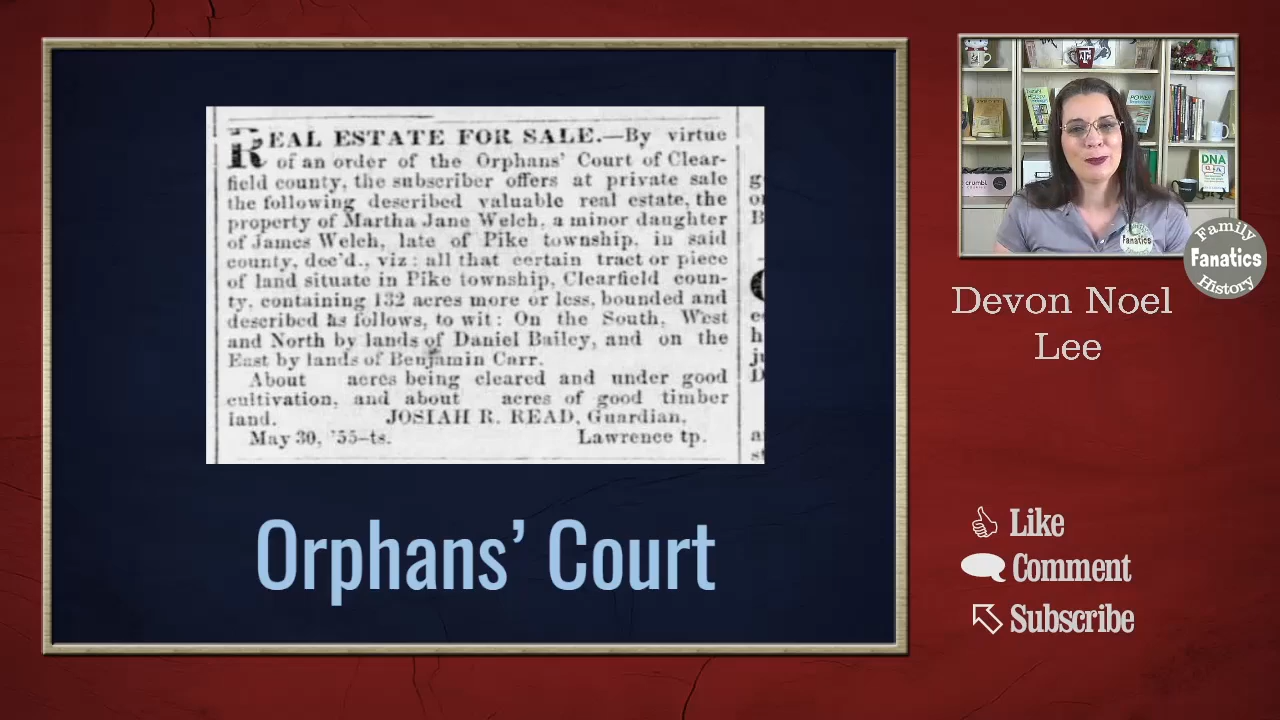 REAL ESTATE FOR SALE.—By virtue
of an order of the Orphans' Court of Clear-
field county, the subscriber offers at private sale
the following described valuable real estate, the
property of Martha Jane Welch, a minor daughter
of James Welch, late of Pike township, in said
county, dec'd., viz: all that certain tract or piece
of land situate in Pike township, Clearfield coun-
ty, containing 132 acres more or less, bounded and
described as follows, to wit: On the South, West
and North by lands of Daniel Bailey, and on the
East by lands of Benjamin Carr.
About acres being cleared and under good
cultivation, and about acres of good timber
land. JOSIAH R. READ, Guardian,
May 30, '55-ts. Lawrence tp.
Orphans' Court
Family
Fanatics
History
Fanatics
DNA
POWER
crumbl
ATM
Devon Noel
Lee
Like
Comment
Subscribe